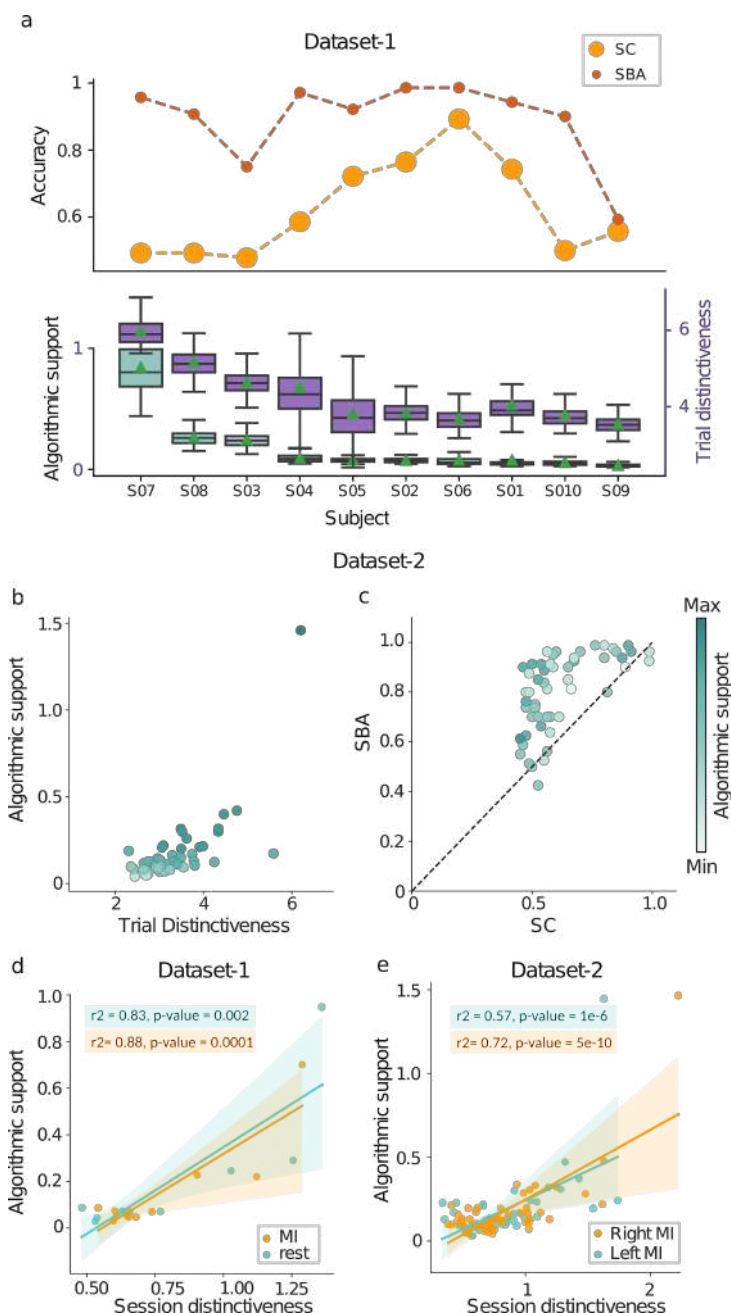 a
Dataset-1
SC
SBA
Accuracy
1
0.8
0.6
Algorithmic support
1
0
Trial distinctiveness
6
4
S07 S08 S03 S04 S05 S02 S06 S01 S010 S09
Subject
Dataset-2
b
Algorithmic support
1.5
1.0
0.5
0
2 4 6
Trial Distinctiveness
c
SBA
1.0
0.8
0.6
0.4
0.2
0
0 0.5 1.0
SC
Max
Algorithmic support
Min
d
Dataset-1
r2 = 0.83, p-value = 0.002
r2= 0.88, p-value = 0.0001
Algorithmic support
1.0
0.8
0.6
0.4
0.2
0
MI
rest
0.50 0.75 1.00 1.25
Session distinctiveness
e
Dataset-2
r2 = 0.57, p-value = 1e-6
r2 = 0.72, p-value = 5e-10
Algorithmic support
1.5
1.0
0.5
0
Right MI
Left MI
1 2
Session distinctiveness